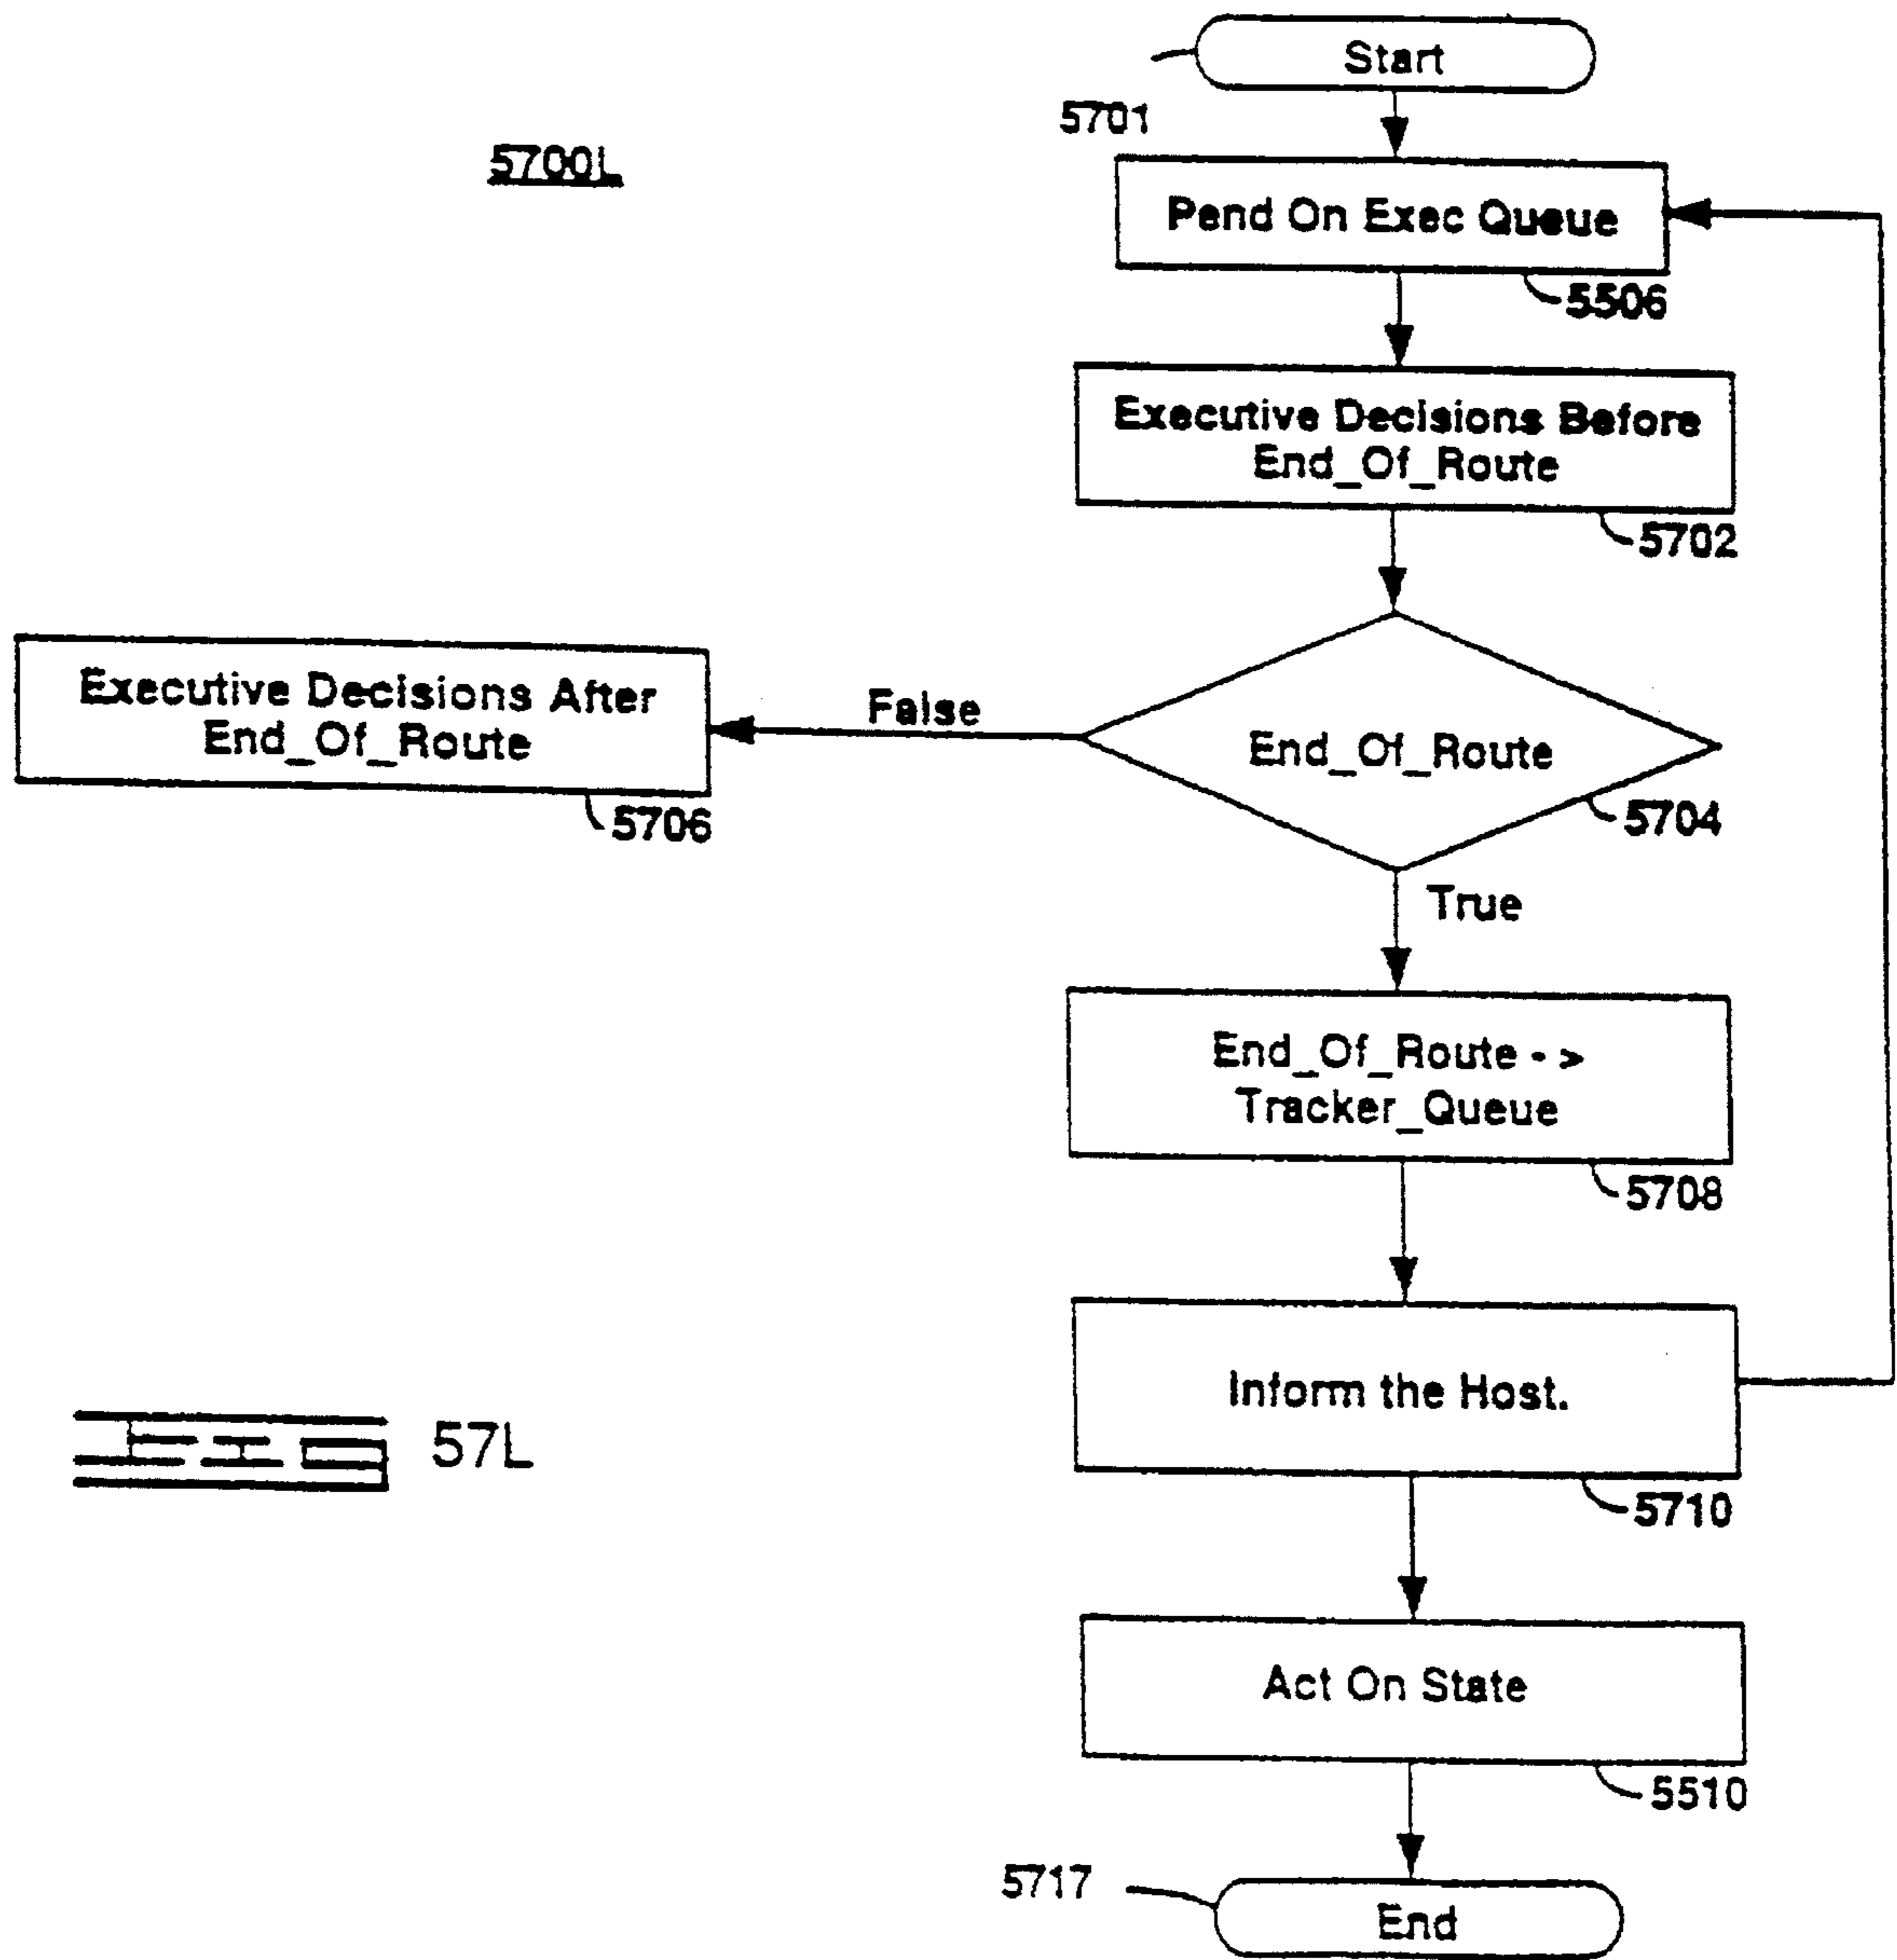 Start
5701
5700L
Pend On Exec Queue
5506
Executive Decisions Before
End_Of_Route
5702
Executive Decisions After
End_Of_Route
5706
False
End_Of_Route
5704
True
End_Of_Route - >
Tracker_Queue
5708
Inform the Host.
5710
FIG 57L
Act On State
5510
5717
End